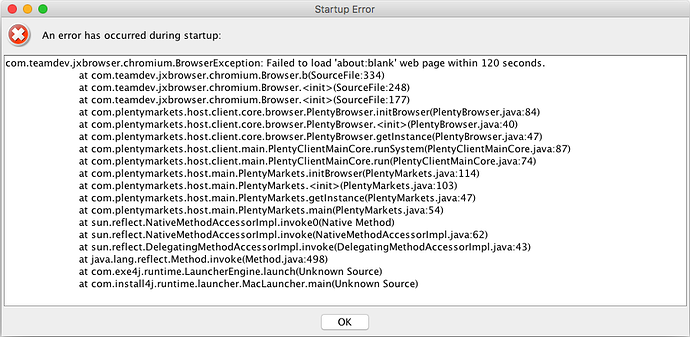 Startup Error
An error has occurred during startup:
com.teamdev.jxbrowser.chromium.BrowserException: Failed to load 'about:blank' web page within 120 seconds.
at com.teamdev.jxbrowser.chromium.Browser.b(SourceFile:334)
at com.teamdev.jxbrowser.chromium.Browser.<init>(SourceFile:248)
at com.teamdev.jxbrowser.chromium.Browser.<init>(SourceFile:177)
at com.plentymarkets.host.client.core.browser.PlentyBrowser.initBrowser(PlentyBrowser.java:84)
at com.plentymarkets.host.client.core.browser.PlentyBrowser.<init>(PlentyBrowser.java:40)
at com.plentymarkets.host.client.core.browser.PlentyBrowser.getInstance(PlentyBrowser.java:47)
at com.plentymarkets.host.client.main.PlentyClientMainCore.runSystem(PlentyClientMainCore.java:87)
at com.plentymarkets.host.client.main.PlentyClientMainCore.run(PlentyClientMainCore.java:74)
at com.plentymarkets.host.main.PlentyMarkets.initBrowser(PlentyMarkets.java:114)
at com.plentymarkets.host.main.PlentyMarkets.<init>(PlentyMarkets.java:103)
at com.plentymarkets.host.main.PlentyMarkets.getInstance(PlentyMarkets.java:47)
at com.plentymarkets.host.main.PlentyMarkets.main(PlentyMarkets.java:54)
at sun.reflect.NativeMethodAccessorImpl.invoke0(Native Method)
at sun.reflect.NativeMethodAccessorImpl.invoke(NativeMethodAccessorImpl.java:62)
at sun.reflect.DelegatingMethodAccessorImpl.invoke(DelegatingMethodAccessorImpl.java:43)
at java.lang.reflect.Method.invoke(Method.java:498)
at com.exe4j.runtime.LauncherEngine.launch(Unknown Source)
at com.install4j.runtime.launcher.MacLauncher.main(Unknown Source)
OK